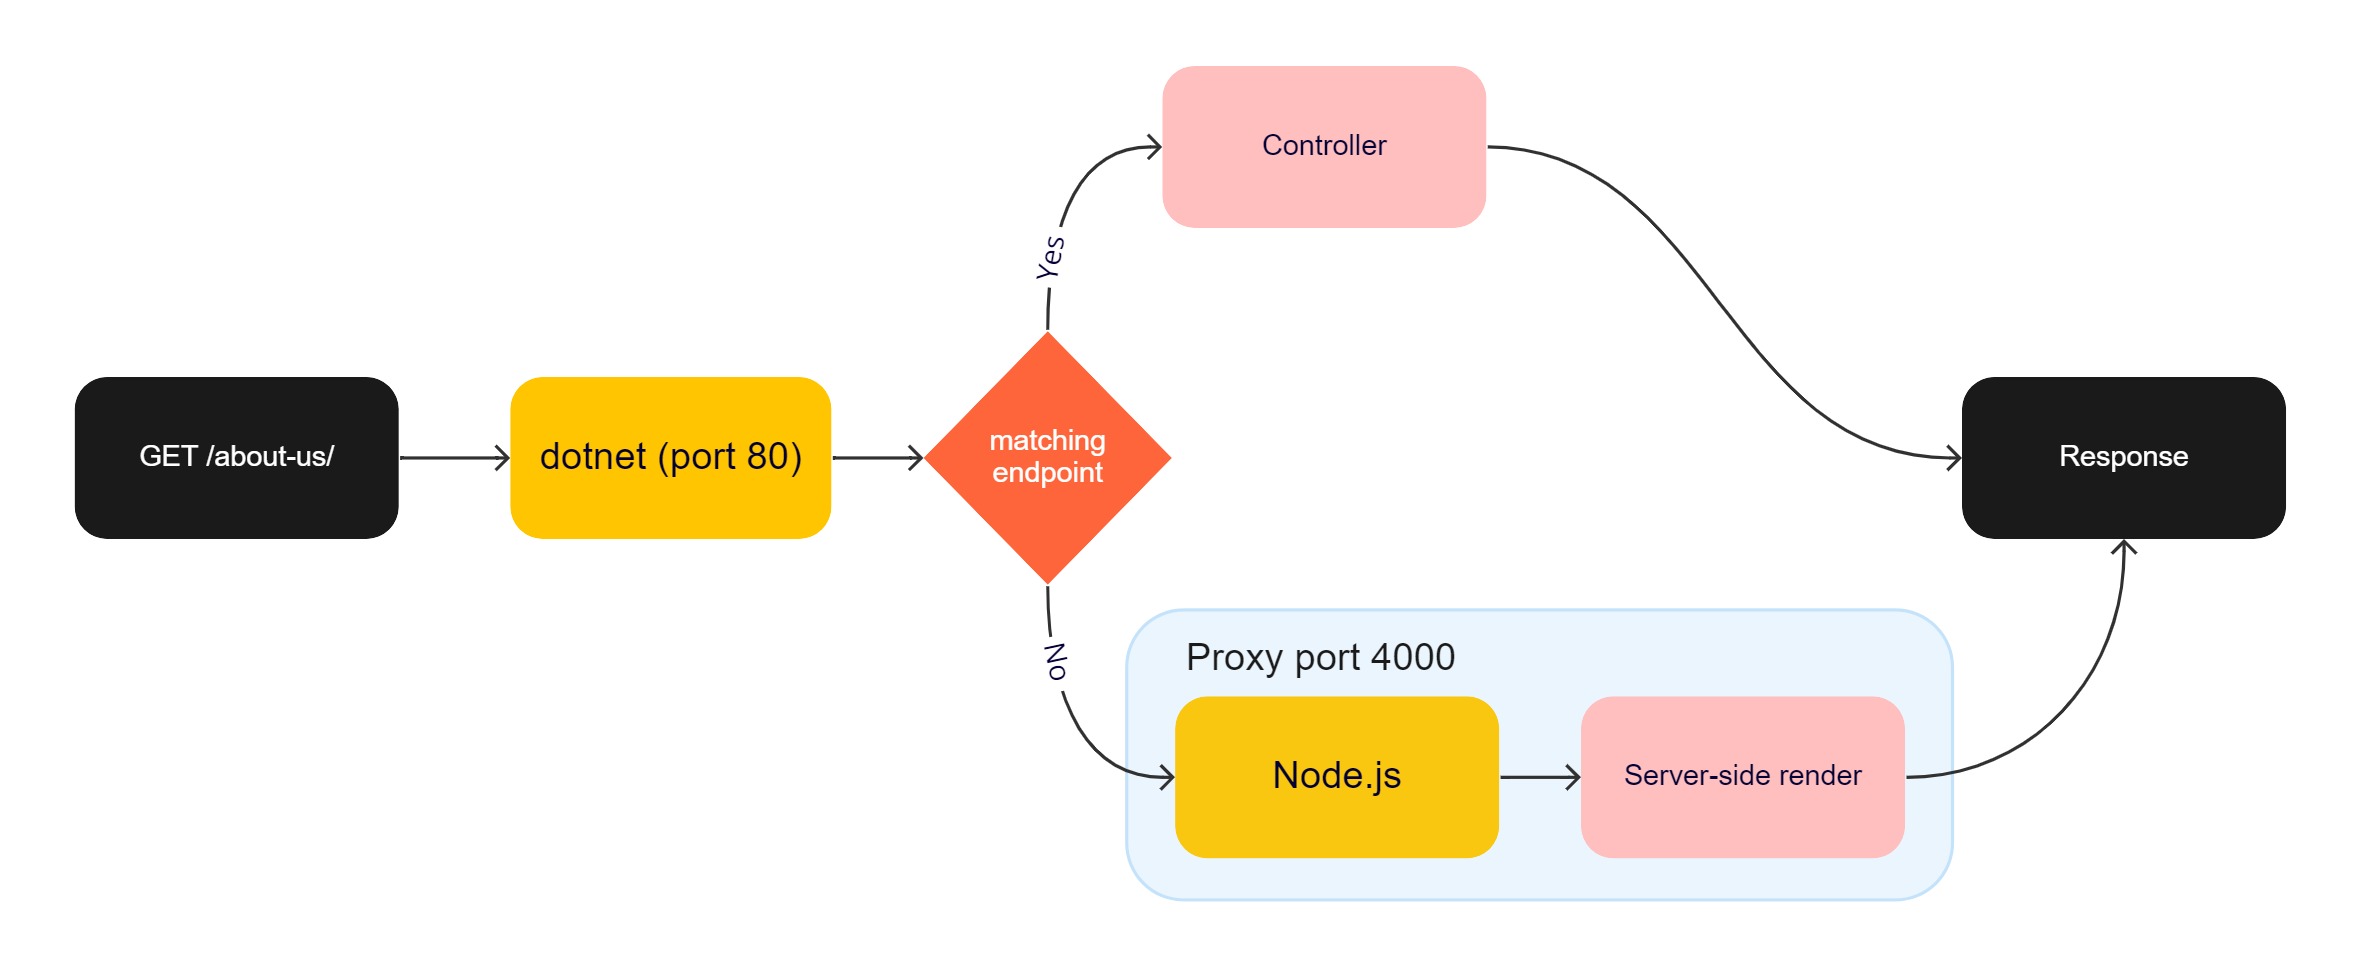 GET /about-us/
dotnet (port 80)
matching
endpoint
Yes
Controller
No
Proxy port 4000
Node.js
Server-side render
Response